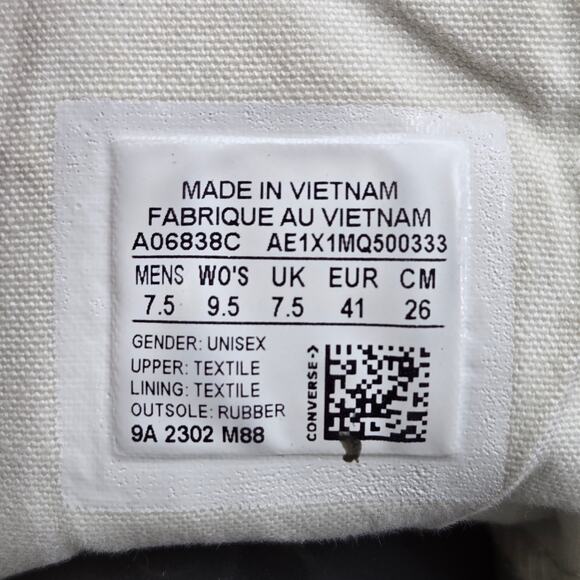 MADE IN VIETNAM
FABRIQUE AU VIETNAM
A06838C AE1X1MQ500333
MENS WO'S UK EUR CM
7.5 9.5 7.5 41 26
GENDER: UNISEX
UPPER: TEXTILE
LINING: TEXTILE
OUTSOLE: RUBBER
9A 2302 M88
CONVERSE